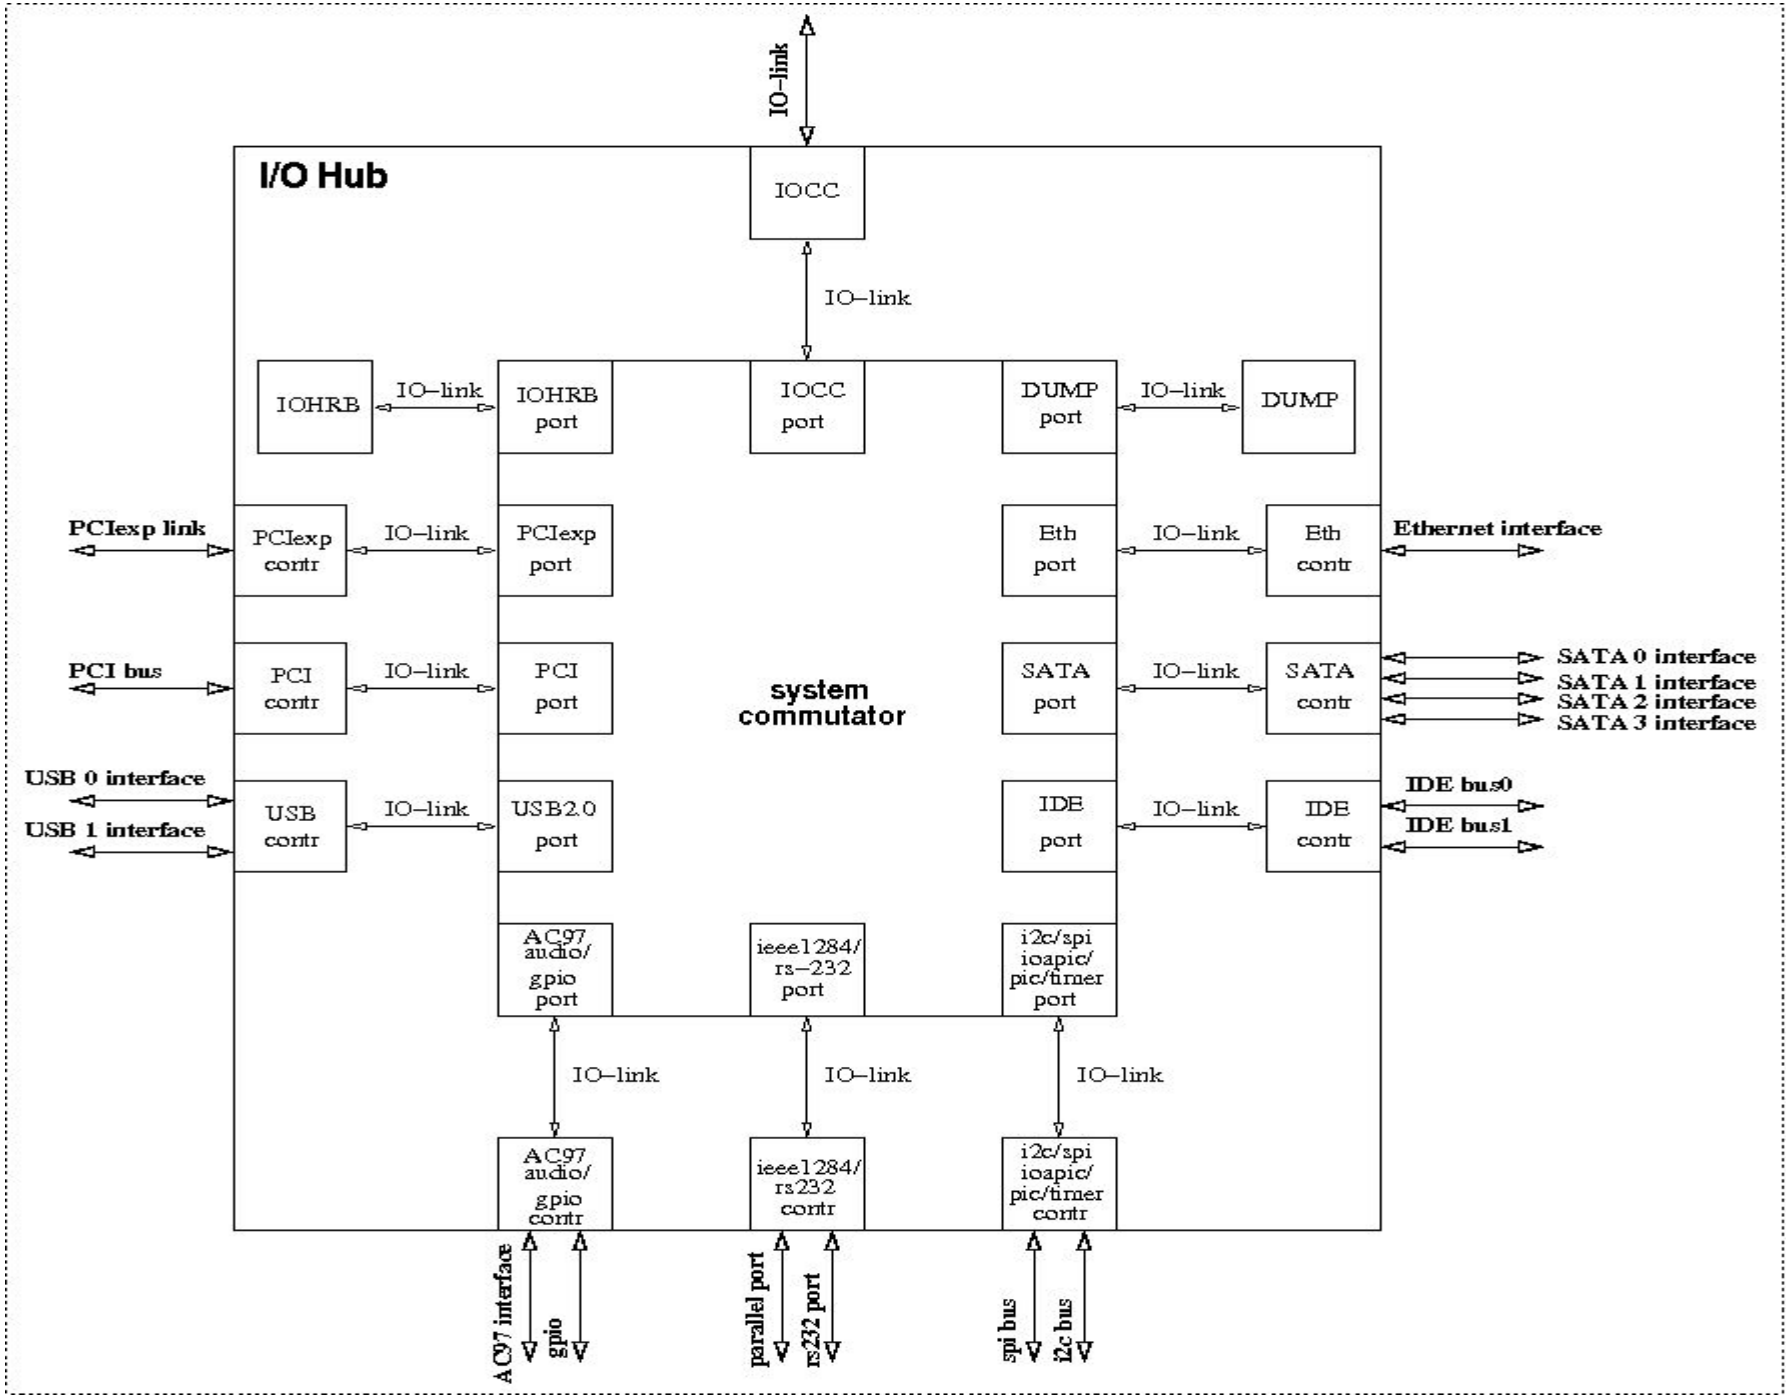 IO-link
I/O Hub
IOCC
IO-link
IOHRB
IO-link
IOHRB
port
IOCC
port
DUMP
port
IO-link
DUMP
PCIexp link
PCIexp
contr
IO-link
PCIexp
port
Eth
port
IO-link
Eth
contr
Ethernet interface
PCI bus
PCI
contr
IO-link
PCI
port
system
commutator
SATA
port
IO-link
SATA
contr
SATA 0 interface
SATA 1 interface
SATA 2 interface
SATA 3 interface
USB 0 interface
USB 1 interface
USB
contr
IO-link
USB2.0
port
IDE
port
IO-link
IDE
contr
IDE bus0
IDE bus1
AC97
audio/
gpio
port
ieee1284/
rs-232
port
i2c/spi
ioapic/
pic/timer
port
IO-link
IO-link
IO-link
AC97
audio/
gpio
contr
ieee1284/
rs232
contr
i2c/spi
ioapic/
pic/timer
contr
AC97 interface
gpio
parallel port
rs232 port
spi bus
i2c bus